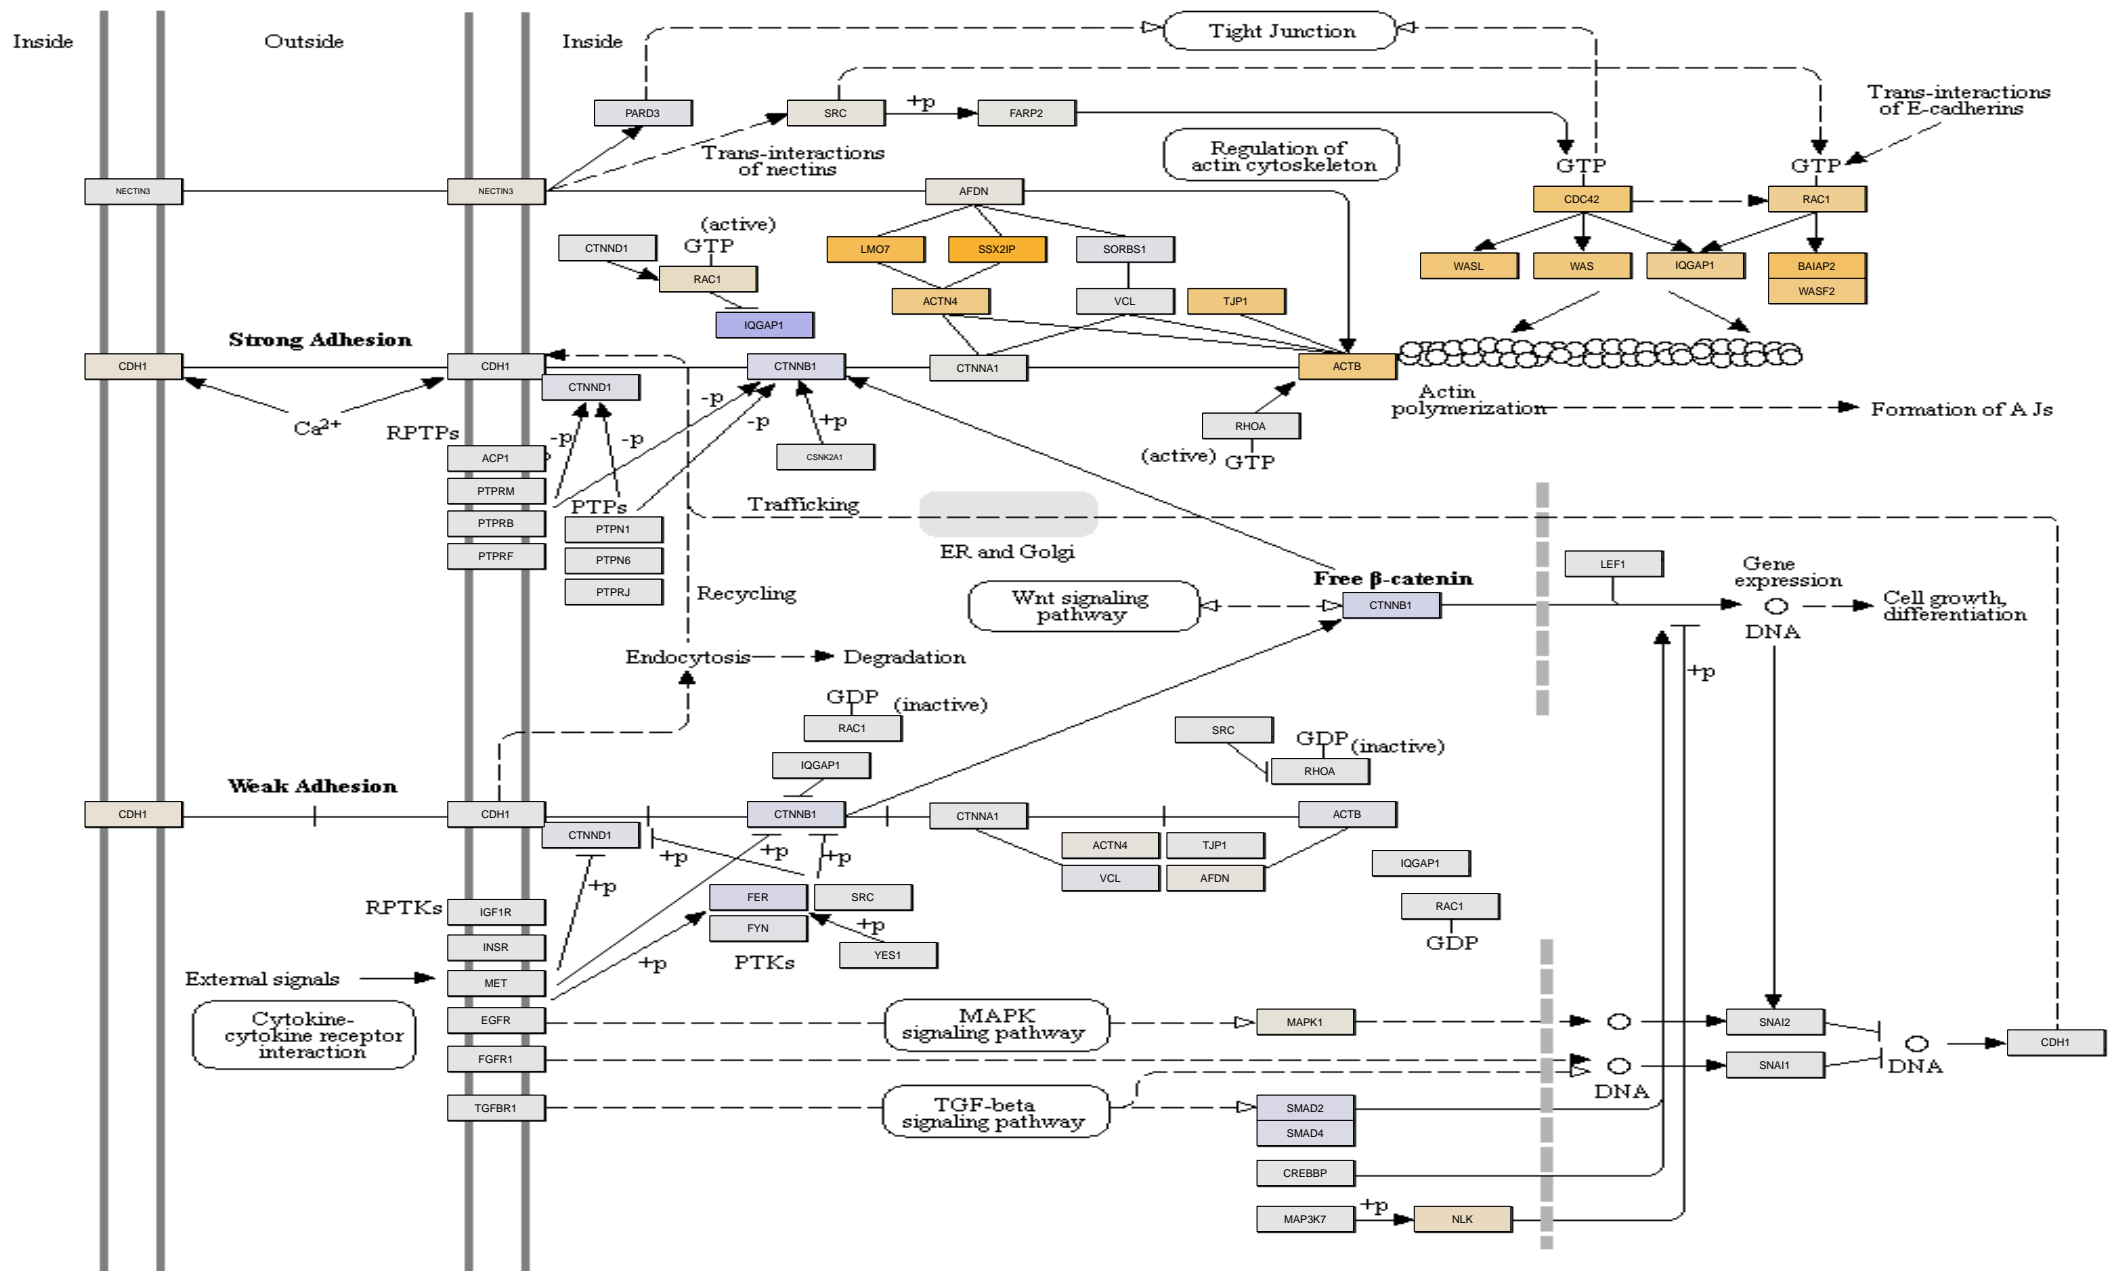 Inside
Outside
Inside
Tight Junction
PARD3
SRC
+p
FARP2
Trans-interactions
of E-cadherins
Trans-interactions
of nectins
Regulation of
actin cytoskeleton
GTP
GTP
NECTIN3
NECTIN3
AFDN
CDC42
RAC1
(active)
GTP
CTNND1
LMO7
SSX2IP
SORBS1
RAC1
WASL
WAS
IQGAP1
BAIAP2
WASF2
ACTN4
VCL
TJP1
IQGAP1
Strong Adhesion
CDH1
CDH1
CTNND1
CTNNB1
CTNNA1
ACTB
Actin
polymerization
Formation of AJs
Ca2+
RPTPs
-p
-p
-p
-p
+p
RHOA
(active)
GTP
ACP1
CSNK2A1
PTPRM
PTPs
PTPRB
PTPN1
PTPRF
PTPN6
PTPRJ
Trafficking
ER and Golgi
Recycling
Free β-catenin
Wnt signaling
pathway
CTNNB1
LEF1
Gene
expression
DNA
Cell growth,
differentiation
Endocytosis
Degradation
+p
GDP
(inactive)
RAC1
IQGAP1
SRC
GDP
(inactive)
RHOA
Weak Adhesion
CDH1
CDH1
CTNND1
CTNNB1
CTNNA1
ACTB
+p
+p
+p
+p
ACTN4
TJP1
VCL
AFDN
IQGAP1
RAC1
GDP
RPTKs
IGF1R
INSR
MET
EGFR
FGFR1
TGFBR1
FER
SRC
FYN
+p
YES1
PTKs
+p
External signals
Cytokine-
cytokine receptor
interaction
MAPK
signaling pathway
MAPK1
SNAI2
SNAI1
DNA
DNA
CDH1
TGF-beta
signaling pathway
SMAD2
SMAD4
CREBBP
MAP3K7
+p
NLK